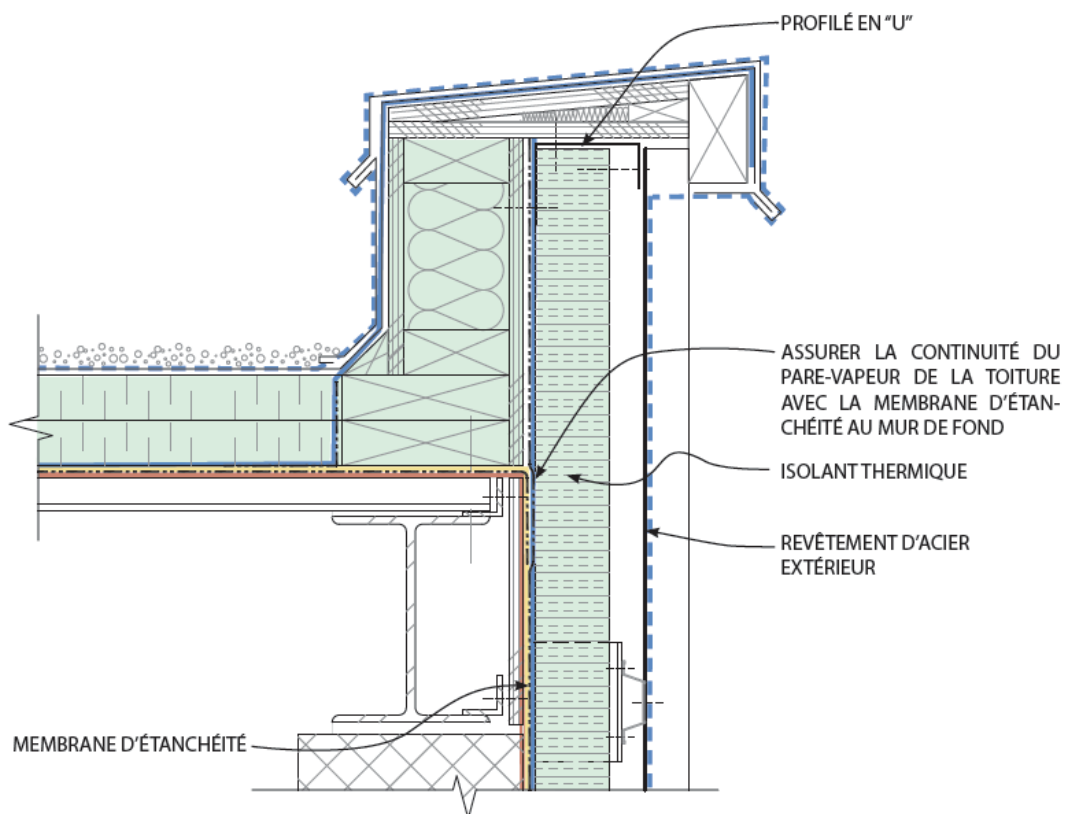 PROFILÉ EN “U”
ASSURER LA CONTINUITÉ DU
PARE-VAPEUR DE LA TOITURE
AVEC LA MEMBRANE D’ÉTAN-
CHÉITÉ AU MUR DE FOND
ISOLANT THERMIQUE
REVÊTEMENT D’ACIER
EXTÉRIEUR
MEMBRANE D’ÉTANCHÉITÉ